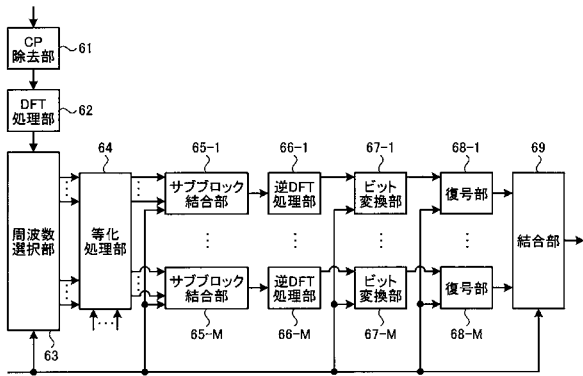 CP
除去部
61
DFT
処理部
62
64
65-1
66-1
67-1
68-1
69
周波数
選択部
等化
処理部
サブブロック
結合部
逆DFT
処理部
ビット
変換部
復号部
結合部
サブブロック
結合部
逆DFT
処理部
ビット
変換部
復号部
63
65-M
66-M
67-M
68-M